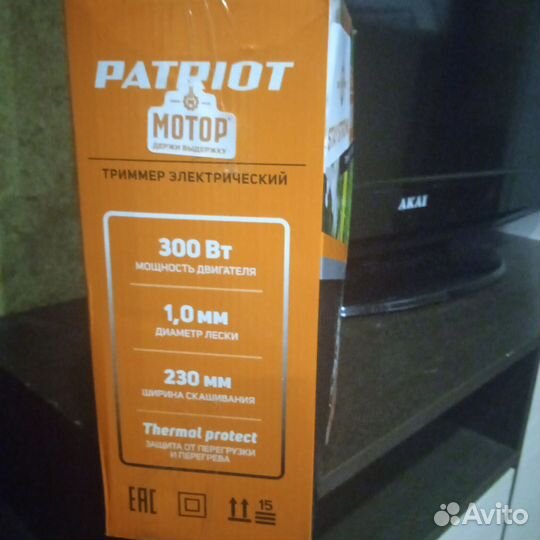 PATRIOT
МОТОР
ДЕРЖИ ВЫДЕРЖКУ
ТРИММЕР ЭЛЕКТРИЧЕСКИЙ
300 Вт
МОЩНОСТЬ ДВИГАТЕЛЯ
1,0 мм
ДИАМЕТР ЛЕСКИ
230 мм
ШИРИНА СКАШИВАНИЯ
Thermal protect
ЗАЩИТА ОТ ПЕРЕГРУЗКИ
И ПЕРЕГРЕВА
EAC
15
AKAI
Avito